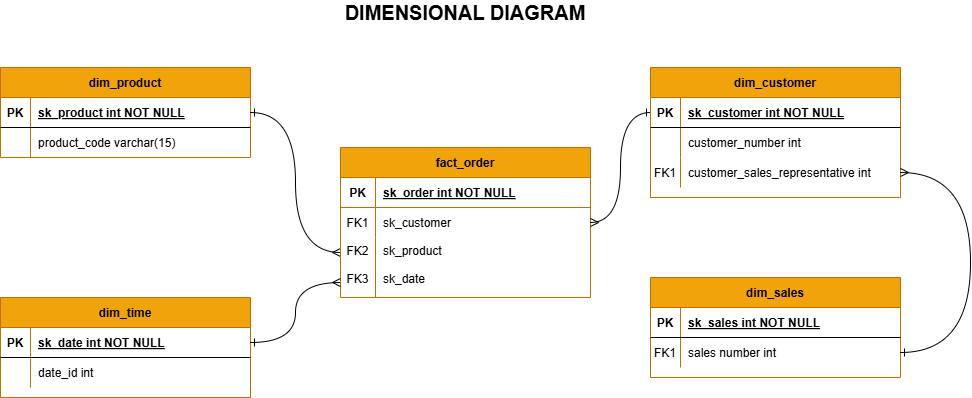 DIMENSIONAL DIAGRAM
dim_product
PK sk_product int NOT NULL
product_code varchar(15)
dim_customer
PK sk_customer int NOT NULL
customer_number int
FK1 customer_sales_representative int
fact_order
PK sk_order int NOT NULL
FK1 sk_customer
FK2 sk_product
FK3 sk_date
dim_time
PK sk_date int NOT NULL
date_id int
dim_sales
PK sk_sales int NOT NULL
FK1 sales number int